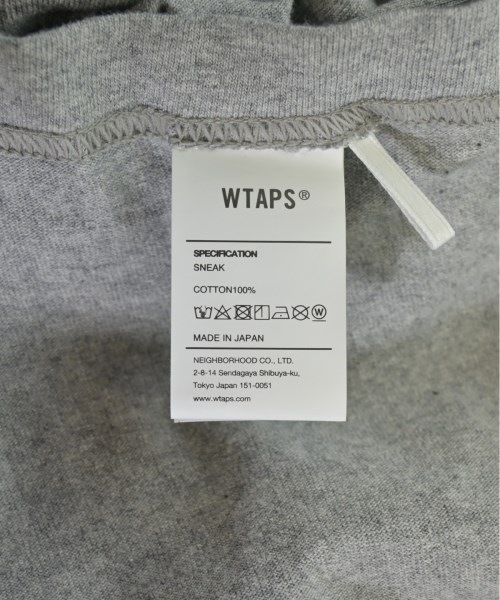 WTAPS®
SPECIFICATION
SNEAK
COTTON100%
MADE IN JAPAN
NEIGHBORHOOD CO., LTD.
2-8-14 Sendagaya Shibuya-ku,
Tokyo Japan 151-0051
www.wtaps.com